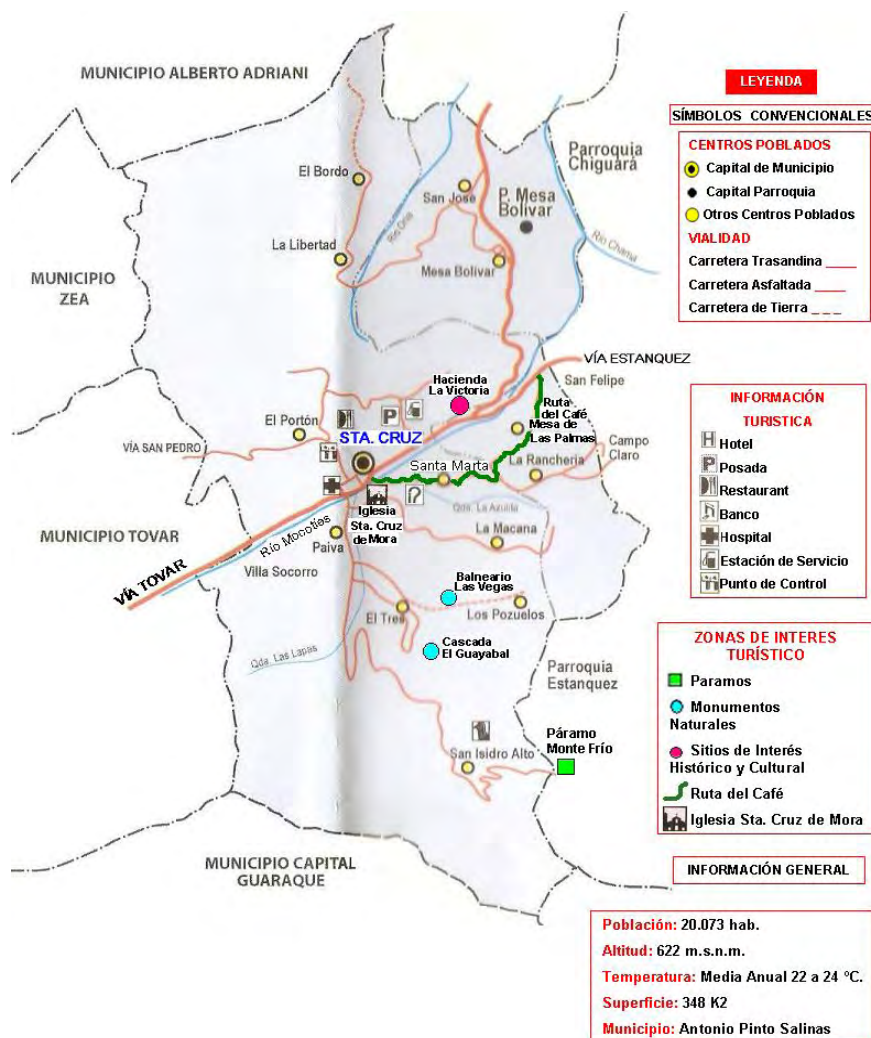 MUNICIPIO ALBERTO ADRIANI
El Bordo
San José
Parroquia
Chiguará
P. Mesa
Bolívar
Río Chama
La Libertad
Mesa Bolívar
MUNICIPIO
ZEA
VÍA ESTANQUEZ
San Felipe
Hacienda
La Victoria
Ruta
del Café
Mesa de
Las Palmas
El Portón
STA. CRUZ
VÍA SAN PEDRO
Campo
Claro
Santa Marta
La Ranchería
Iglesia
Sta. Cruz
de Mora
La Macana
MUNICIPIO TOVAR
Río Mocotíes
Paiva
Villa Socorro
VÍA TOVAR
Balneario
Las Vegas
El Tres
Los Pozuelos
Cascada
El Guayabal
Qda. Las Lapas
Parroquia
Estanquez
Páramo
Monte Frío
San Isidro Alto
MUNICIPIO CAPITAL
GUARAQUE
LEYENDA
SÍMBOLOS CONVENCIONALES
CENTROS POBLADOS
Capital de Municipio
Capital Parroquia
Otros Centros Poblados
VIALIDAD
Carretera Trasandina ____
Carretera Asfaltada ____
Carretera de Tierra _ _ _
INFORMACIÓN
TURISTICA
H Hotel
P Posada
Restaurant
Banco
Hospital
Estación de Servicio
Punto de Control
ZONAS DE INTERES
TURÍSTICO
Paramos
Monumentos
Naturales
Sitios de Interés
Histórico y Cultural
Ruta del Café
Iglesia Sta. Cruz de Mora
INFORMACIÓN GENERAL
Población: 20.073 hab.
Altitud: 622 m.s.n.m.
Temperatura: Media Anual 22 a 24 ºC.
Superficie: 348 K2
Municipio: Antonio Pinto Salinas